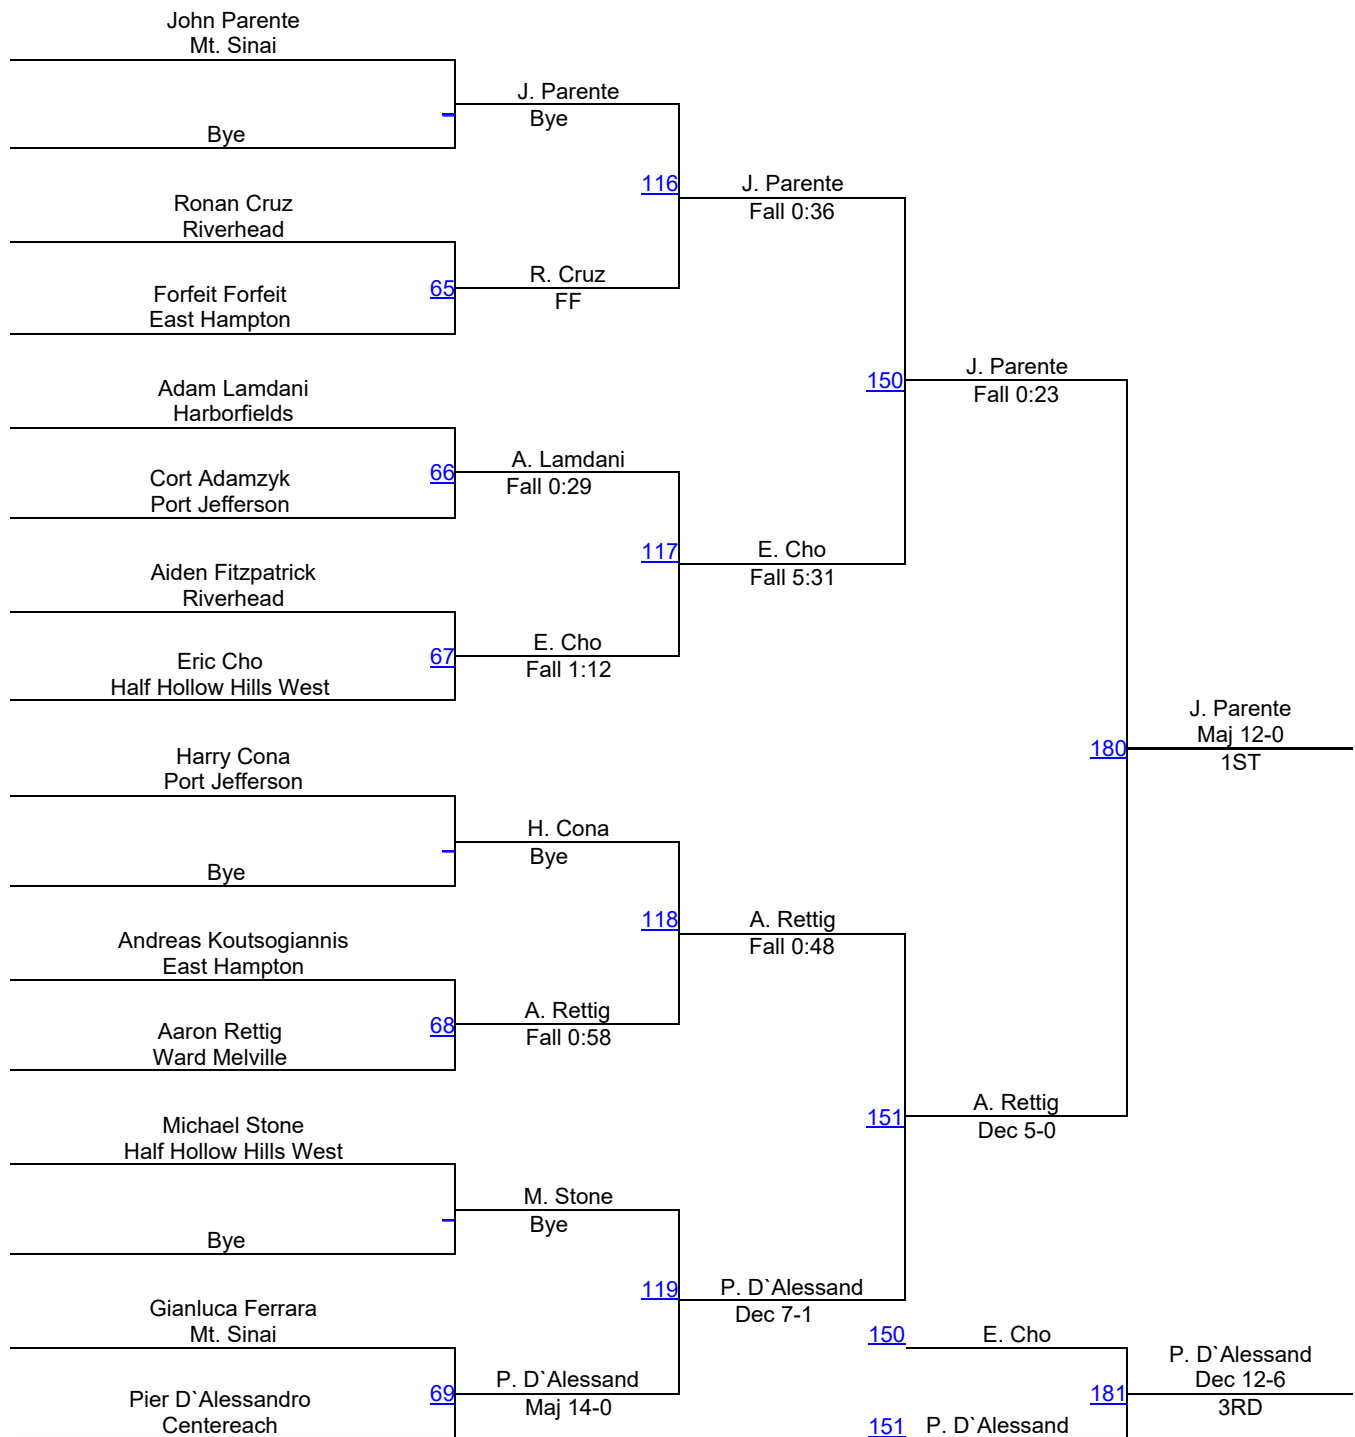 John Parente
Mt. Sinai
J. Parente
Bye
Bye
116
J. Parente
Fall 0:36
Ronan Cruz
Riverhead
R. Cruz
65
FF
Forfeit Forfeit
East Hampton
150
J. Parente
Fall 0:23
Adam Lamdani
Harborfields
A. Lamdani
66
Fall 0:29
Cort Adamzyk
Port Jefferson
117
E. Cho
Fall 5:31
Aiden Fitzpatrick
Riverhead
E. Cho
67
Fall 1:12
Eric Cho
Half Hollow Hills West
J. Parente
Maj 12-0
180
1ST
Harry Cona
Port Jefferson
H. Cona
Bye
Bye
118
A. Rettig
Fall 0:48
Andreas Koutsogiannis
East Hampton
A. Rettig
68
Fall 0:58
Aaron Rettig
Ward Melville
151
A. Rettig
Dec 5-0
Michael Stone
Half Hollow Hills West
M. Stone
Bye
Bye
119
P. D`Alessand
Dec 7-1
Gianluca Ferrara
Mt. Sinai
P. D`Alessand
69
Maj 14-0
Pier D`Alessandro
Centereach
150
E. Cho
P. D`Alessand
Dec 12-6
181
3RD
151
P. D`Alessand